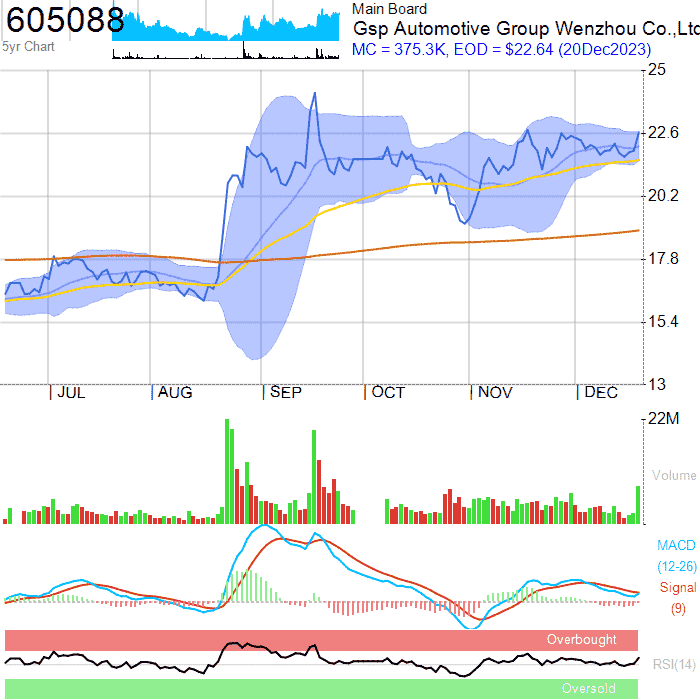 605088
5yr Chart
Main Board
Gsp Automotive Group Wenzhou Co.,Ltd
MC = 375.3K, EOD = $22.64 (20Dec2023)
25
22.6
20.2
17.8
15.4
13
JUL AUG SEP OCT NOV DEC
22M
Volume
MACD
(12-26)
Signal
(9)
Overbought
RSI(14)
Oversold